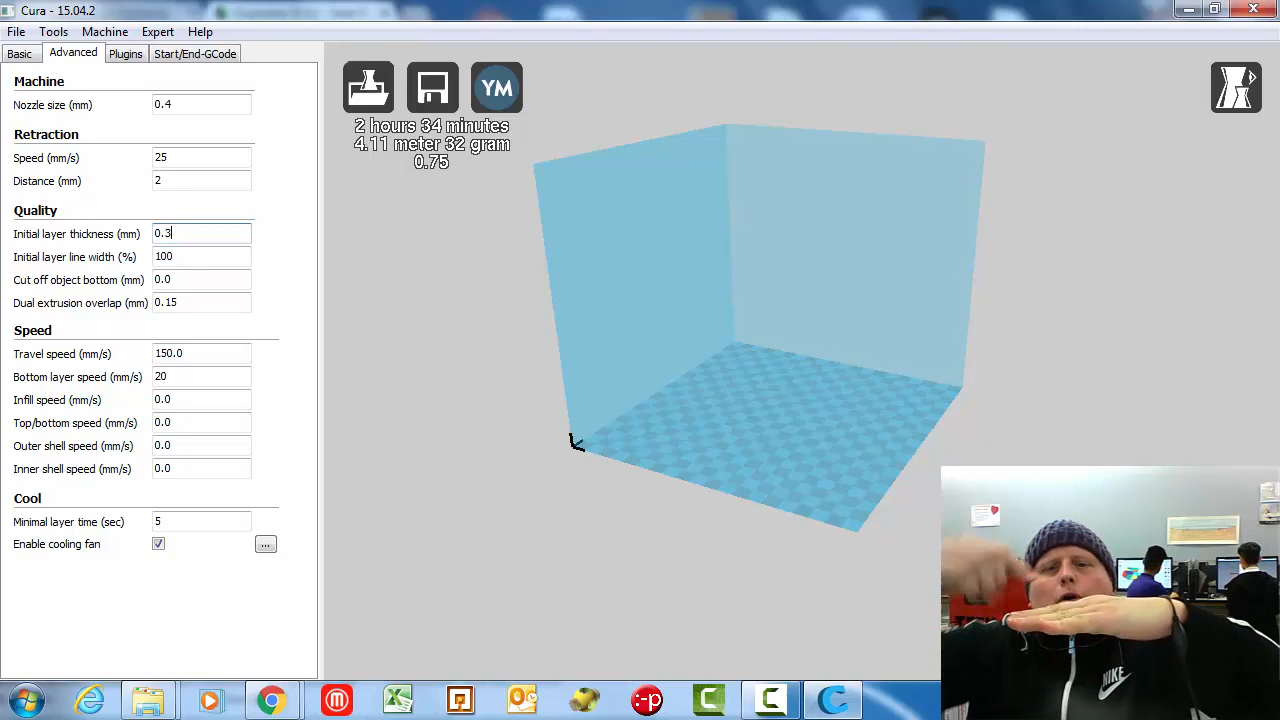 Cura - 15.04.2
File Tools Machine Expert Help
Basic Advanced Plugins Start/End-GCode
Machine
Nozzle size (mm) 0.4
Retraction
Speed (mm/s) 25
Distance (mm) 2
Quality
Initial layer thickness (mm) 0.3
Initial layer line width (%) 100
Cut off object bottom (mm) 0.0
Dual extrusion overlap (mm) 0.15
Speed
Travel speed (mm/s) 150.0
Bottom layer speed (mm/s) 20
Infill speed (mm/s) 0.0
Top/bottom speed (mm/s) 0.0
Outer shell speed (mm/s) 0.0
Inner shell speed (mm/s) 0.0
Cool
Minimal layer time (sec) 5
Enable cooling fan ...
YM
2 hours 34 minutes
4.11 meter 32 gram
0.75
NIKE